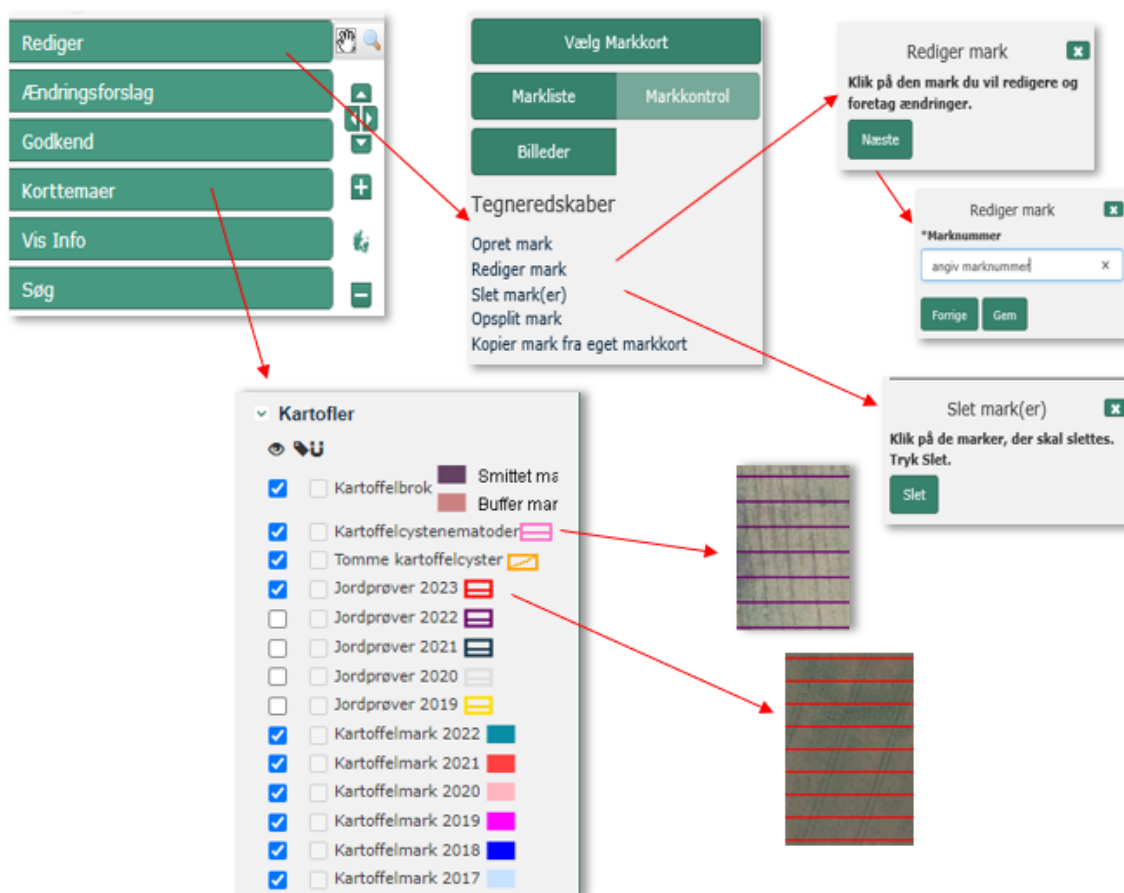 Rediger
Ændringsforslag
Godkend
Korttemaer
Vis Info
Søg
Vælg Markkort
Markliste Markkontrol
Billeder
Tegneredskaber
Opret mark
Rediger mark
Slet mark(er)
Opsplit mark
Kopier mark fra eget markkort
Rediger mark
Klik på den mark du vil redigere og
foretag ændringer.
Næste
Rediger mark
*Marknummer
angiv marknummer
Forrige Gem
Slet mark(er)
Klik på de marker, der skal slettes.
Tryk Slet.
Slet
Kartofler
Kartoffelbrok
Smittet ma
Buffer mar
Kartoffelcystenematoder
Tomme kartoffelcyster
Jordprøver 2023
Jordprøver 2022
Jordprøver 2021
Jordprøver 2020
Jordprøver 2019
Kartoffelmark 2022
Kartoffelmark 2021
Kartoffelmark 2020
Kartoffelmark 2019
Kartoffelmark 2018
Kartoffelmark 2017